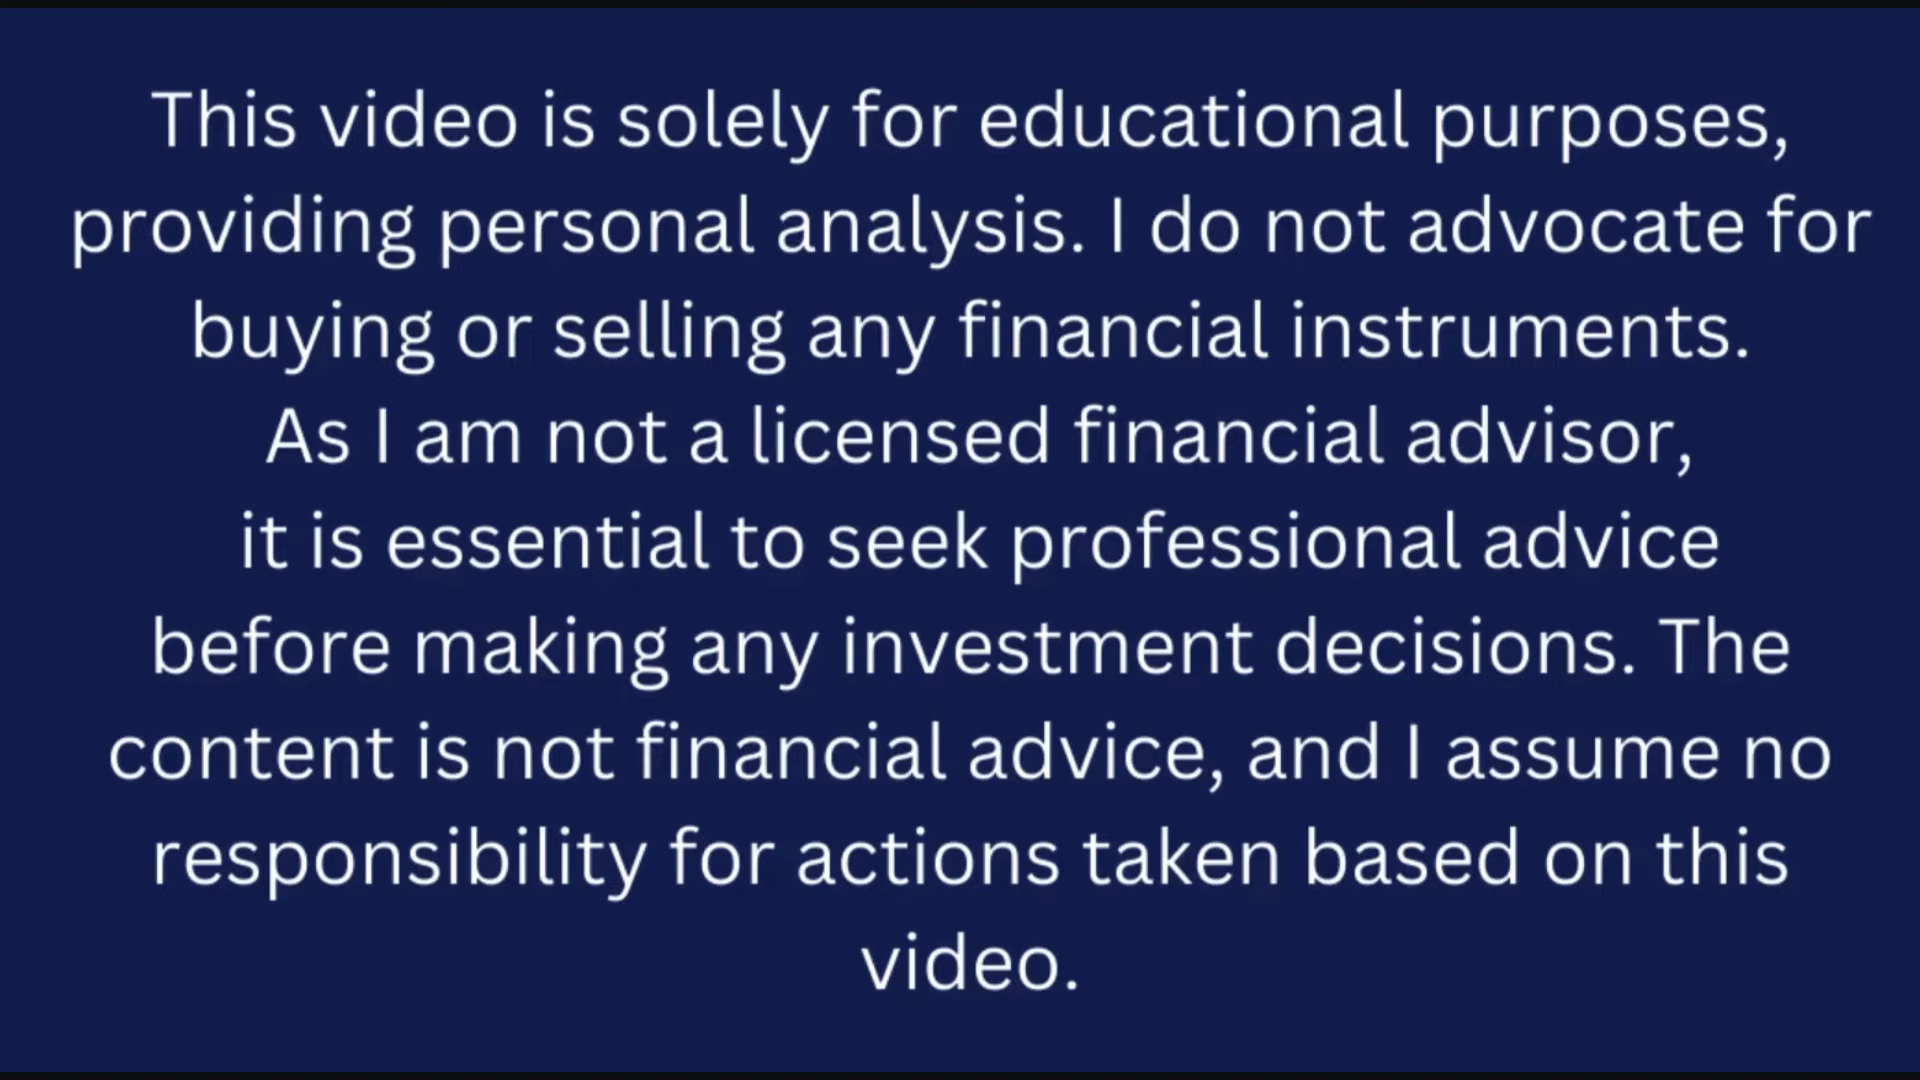 This video is solely for educational purposes,
providing personal analysis. I do not advocate for
buying or selling any financial instruments.
As I am not a licensed financial advisor,
it is essential to seek professional advice
before making any investment decisions. The
content is not financial advice, and I assume no
responsibility for actions taken based on this
video.